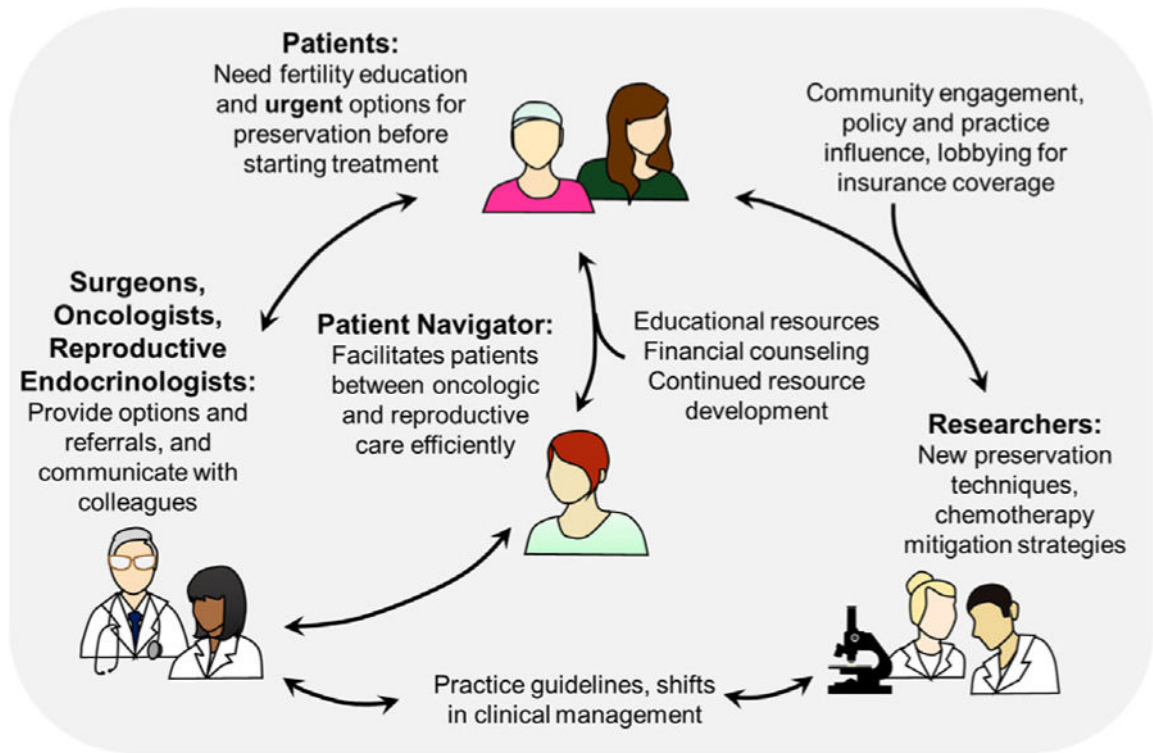 Patients:
Need fertility education
and urgent options for
preservation before
starting treatment
Community engagement,
policy and practice
influence, lobbying for
insurance coverage
Surgeons,
Oncologists,
Reproductive
Endocrinologists:
Provide options and
referrals, and
communicate with
colleagues
Patient Navigator:
Facilitates patients
between oncologic
and reproductive
care efficiently
Educational resources
Financial counseling
Continued resource
development
Researchers:
New preservation
techniques,
chemotherapy
mitigation strategies
Practice guidelines, shifts
in clinical management